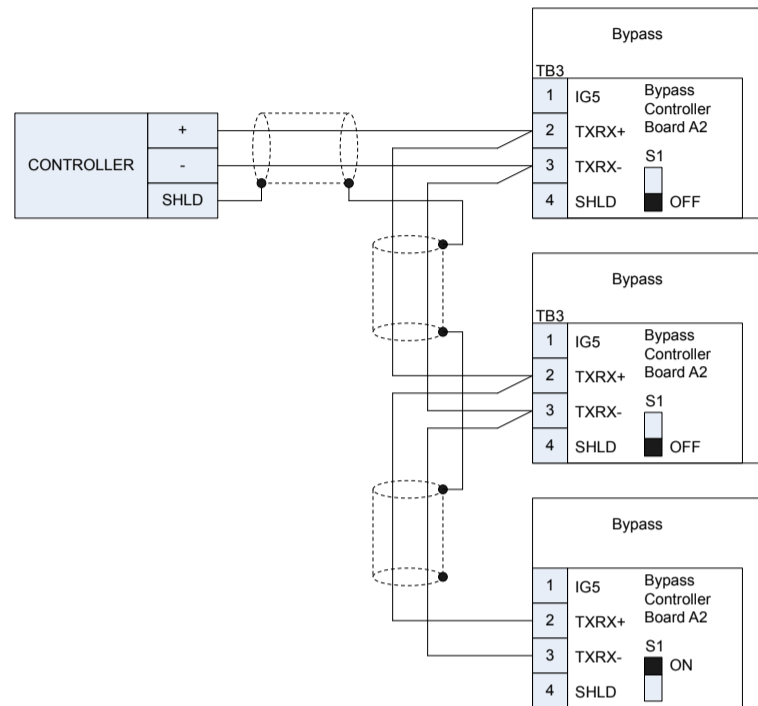 CONTROLLER
+
-
SHLD
Bypass
TB3
1 IG5
2 TXRX+
3 TXRX-
4 SHLD
Bypass
Controller
Board A2
S1
OFF
Bypass
TB3
1 IG5
2 TXRX+
3 TXRX-
4 SHLD
Bypass
Controller
Board A2
S1
OFF
Bypass
1 IG5
2 TXRX+
3 TXRX-
4 SHLD
Bypass
Controller
Board A2
S1
ON